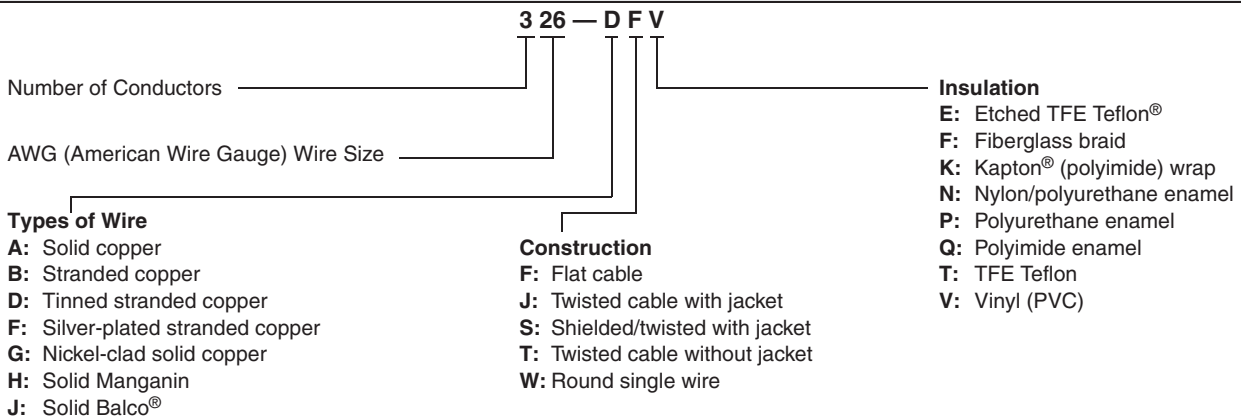 3 26 — D F V
Number of Conductors
AWG (American Wire Gauge) Wire Size
Types of Wire
A: Solid copper
B: Stranded copper
D: Tinned stranded copper
F: Silver-plated stranded copper
G: Nickel-clad solid copper
H: Solid Manganin
J: Solid Balco®
Construction
F: Flat cable
J: Twisted cable with jacket
S: Shielded/twisted with jacket
T: Twisted cable without jacket
W: Round single wire
Insulation
E: Etched TFE Teflon®
F: Fiberglass braid
K: Kapton® (polyimide) wrap
N: Nylon/polyurethane enamel
P: Polyurethane enamel
Q: Polyimide enamel
T: TFE Teflon
V: Vinyl (PVC)